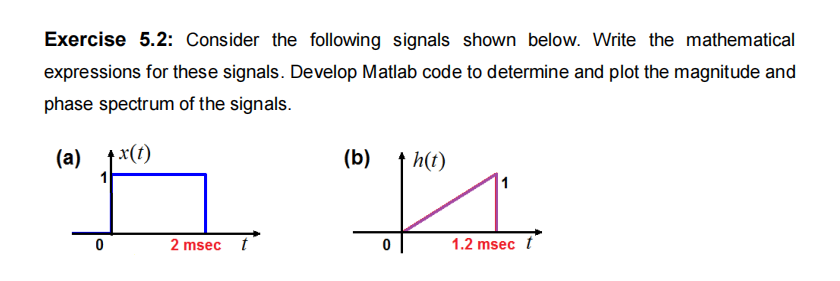 Exercise 5.2: Consider the following signals shown below. Write the mathematical
expressions for these signals. Develop Matlab code to determine and plot the magnitude and
phase spectrum of the signals.
(a) x(t)
1
0 2 msec t
(b) h(t)
1
0 1.2 msec t